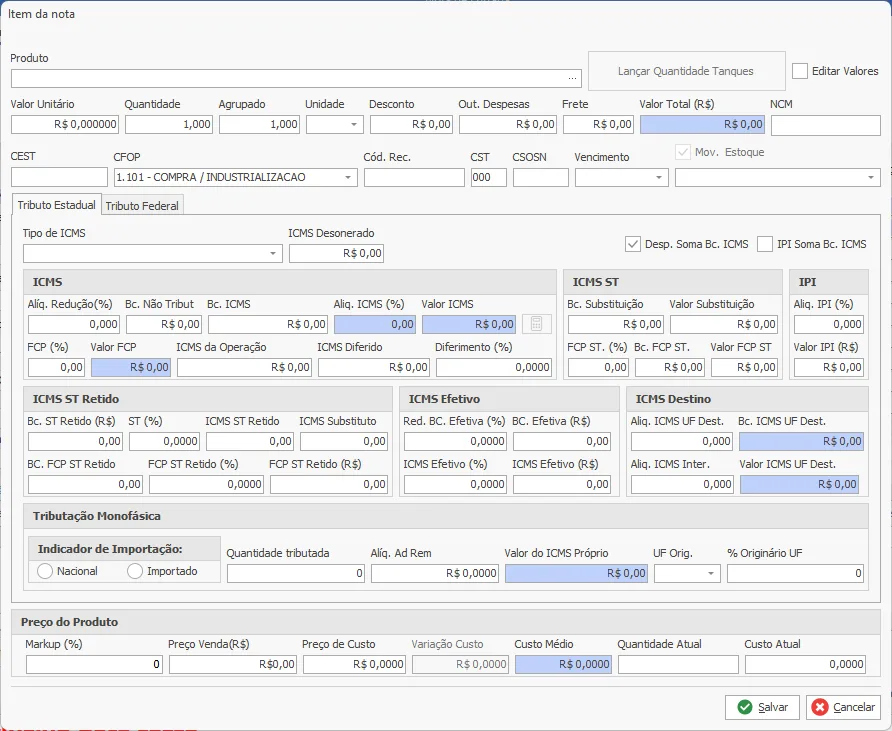 Item da nota
Produto
...
Lançar Quantidade Tanques
Editar Valores
Valor Unitário Quantidade Agrupado Unidade Desconto Out. Despesas Frete Valor Total (R$) NCM
R$ 0,000000 1,000 1,000 R$ 0,00 R$ 0,00 R$ 0,00 R$ 0,00
CEST CFOP Cód. Rec. CST CSOSN Vencimento Mov. Estoque
1.101 - COMPRA / INDUSTRIALIZACAO 000
Tributo Estadual Tributo Federal
Tipo de ICMS ICMS Desonerado
R$ 0,00 Desp. Soma Bc. ICMS IPI Soma Bc. ICMS
ICMS ICMS ST IPI
Alíq. Redução(%) Bc. Não Tribut Bc. ICMS Aliq. ICMS (%) Valor ICMS Bc. Substituição Valor Substituição Aliq. IPI (%)
0,000 R$ 0,00 R$ 0,00 0,00 R$ 0,00 R$ 0,00 R$ 0,00 0,000
FCP (%) Valor FCP ICMS da Operação ICMS Diferido Diferimento (%) FCP ST. (%) Bc. FCP ST. Valor FCP ST Valor IPI (R$)
0,00 R$ 0,00 R$ 0,00 R$ 0,00 0,0000 0,00 R$ 0,00 R$ 0,00 R$ 0,00
ICMS ST Retido ICMS Efetivo ICMS Destino
Bc. ST Retido (R$) ST (%) ICMS ST Retido ICMS Substituto Red. BC. Efetiva (%) BC. Efetiva (R$) Aliq. ICMS UF Dest. Bc. ICMS UF Dest.
0,00 0,0000 0,00 0,00 0,0000 0,00 0,000 R$ 0,00
BC. FCP ST Retido FCP ST Retido (%) FCP ST Retido (R$) ICMS Efetivo (%) ICMS Efetivo (R$) Aliq. ICMS Inter. Valor ICMS UF Dest.
0,00 0,0000 0,00 0,0000 0,00 0,000 R$ 0,00
Tributação Monofásica
Indicador de Importação:
Nacional Importado
Quantidade tributada Alíq. Ad Rem Valor do ICMS Próprio UF Orig. % Originário UF
0 R$ 0,0000 R$ 0,00 0
Preço do Produto
Markup (%) Preço Venda(R$) Preço de Custo Variação Custo Custo Médio Quantidade Atual Custo Atual
0 R$0,00 R$ 0,0000 R$ 0,0000 R$ 0,0000 0,0000
Salvar Cancelar